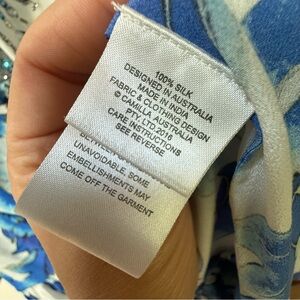 100% SILK
DESIGNED IN AUSTRALIA
MADE IN INDIA
FABRIC & CLOTHING DESIGN
© CAMILLA, AUSTRALIA
PTY. LTD. 2016
CARE INSTRUCTIONS
SEE REVERSE
UNAVOIDABLE, SOME
EMBELLISHMENTS MAY
COME OFF THE GARMENT